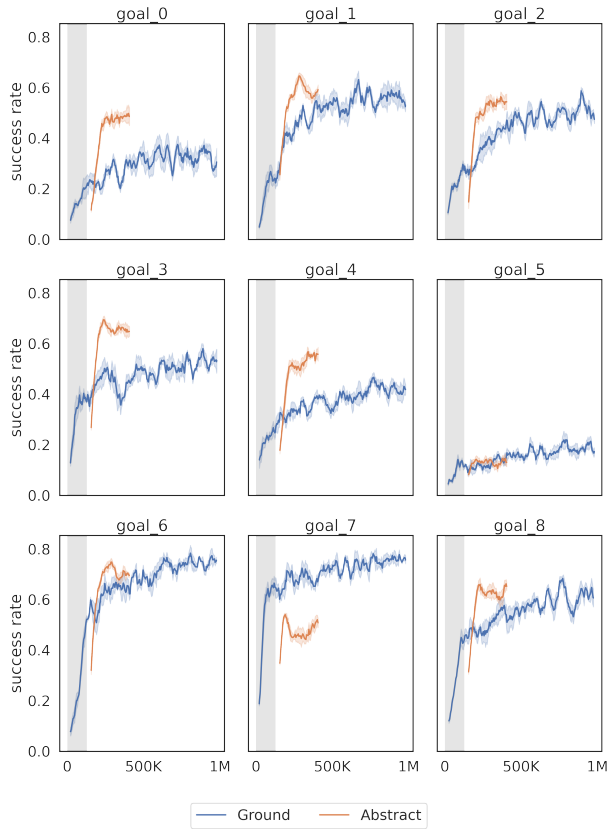 goal_0 goal_1 goal_2
0.8
0.6
0.4
0.2
0.0
success rate
goal_3 goal_4 goal_5
0.8
0.6
0.4
0.2
0.0
success rate
goal_6 goal_7 goal_8
0.8
0.6
0.4
0.2
0.0
success rate
0 500K 1M 0 500K 1M 0 500K 1M
Ground Abstract